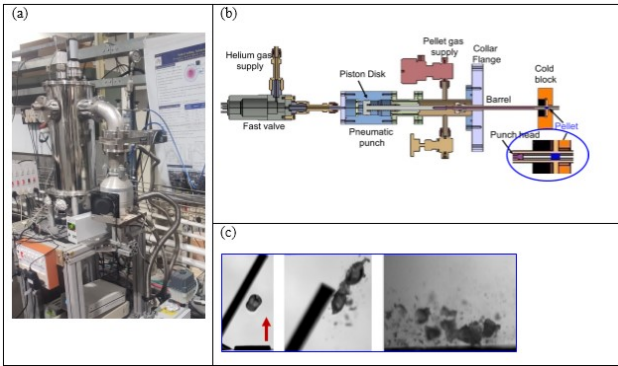 (a)
(b)
Helium gas
supply
Fast valve
Piston Disk
Pneumatic
punch
Pellet gas
supply
Collar
Flange
Barrel
Cold
block
Pellet
Punch head
(c)